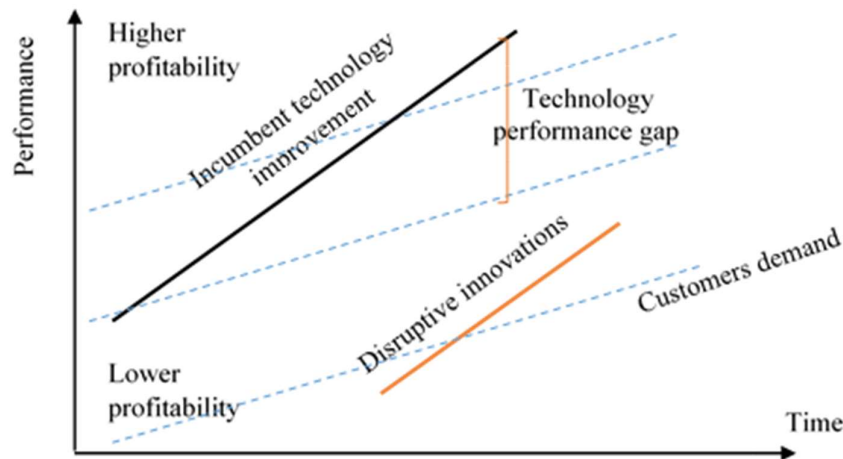 Performance
Higher
profitability
Incumbent technology
improvement
Technology
performance gap
Disruptive innovations
Customers demand
Lower
profitability
Time